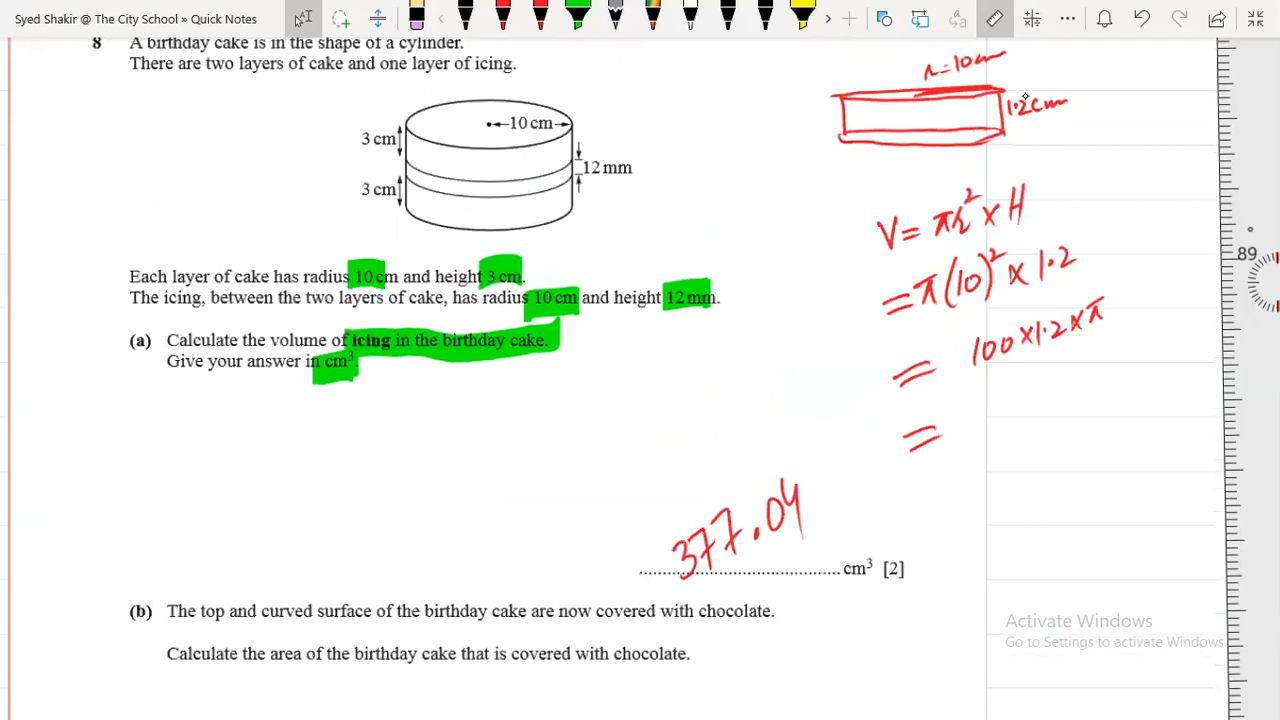 Syed Shakir @ The City School » Quick Notes
8 A birthday cake is in the shape of a cylinder.
There are two layers of cake and one layer of icing.
r=10cm
1.2cm
10 cm
3 cm
12 mm
3 cm
V = πr² × H
= π(10)² × 1.2
= 100×1.2×π
=
89
Each layer of cake has radius 10 cm and height 3 cm.
The icing, between the two layers of cake, has radius 10 cm and height 12 mm.
(a) Calculate the volume of icing in the birthday cake.
Give your answer in cm³.
377.04
........................................ cm³ [2]
(b) The top and curved surface of the birthday cake are now covered with chocolate.
Calculate the area of the birthday cake that is covered with chocolate.
Activate Windows
Go to Settings to activate Windows.